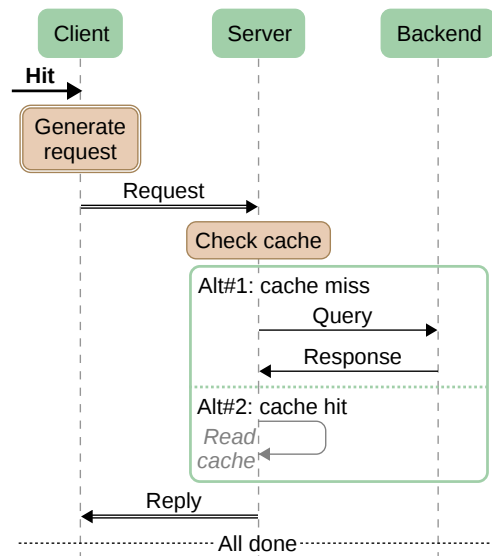 Client Server Backend
Hit
Generate
request
Request
Check cache
Alt#1: cache miss
Query
Response
Alt#2: cache hit
Read
cache
Reply
All done